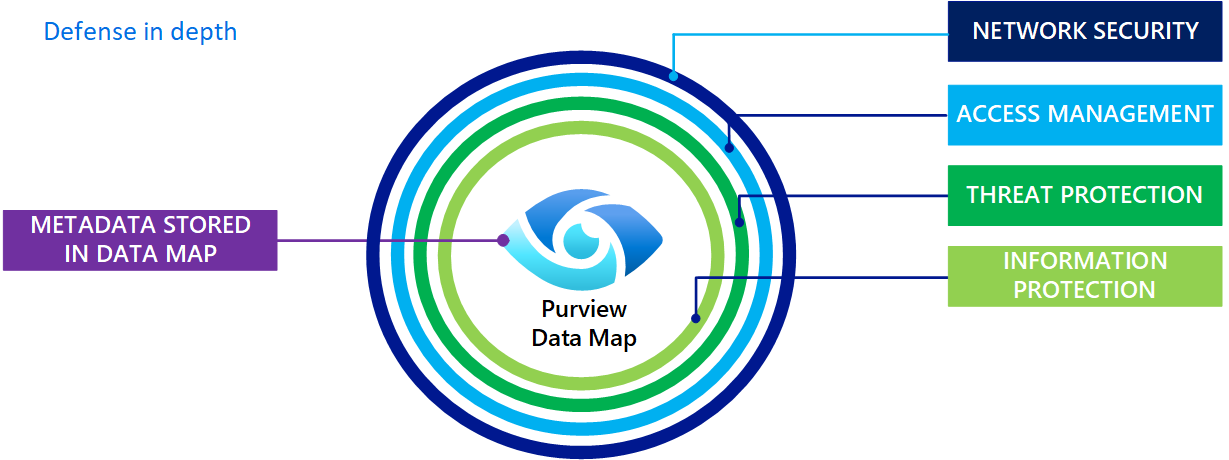 Defense in depth
NETWORK SECURITY
ACCESS MANAGEMENT
THREAT PROTECTION
METADATA STORED
IN DATA MAP
INFORMATION
PROTECTION
Purview
Data Map